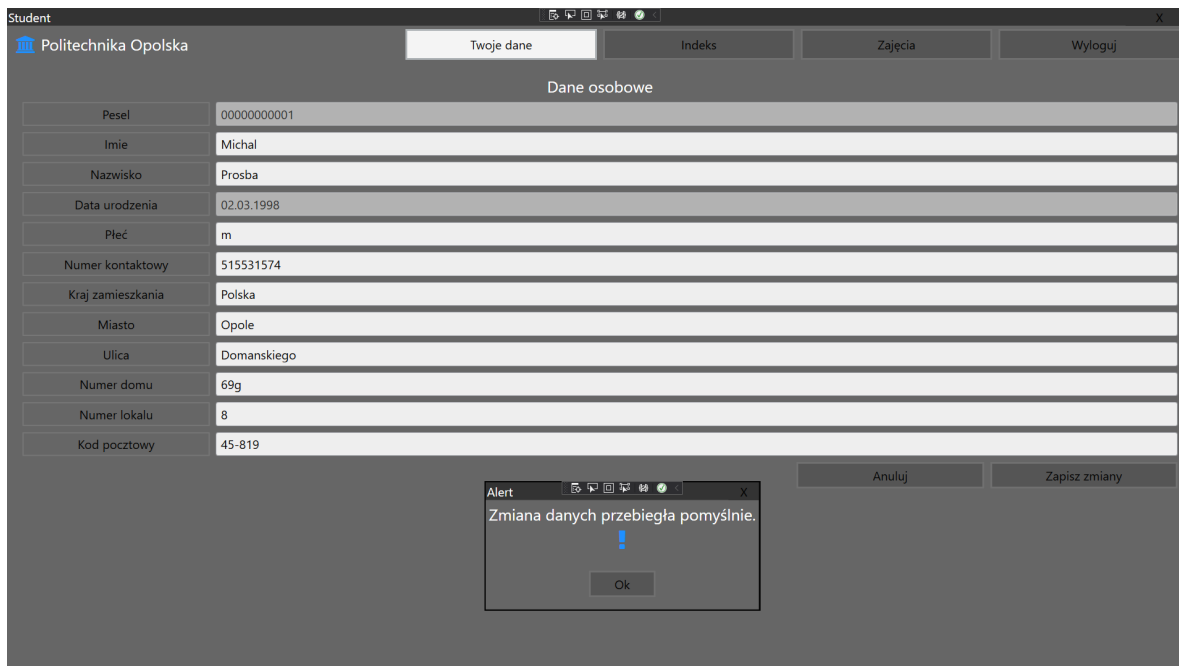 Student X
Politechnika Opolska Twoje dane Indeks Zajęcia Wyloguj
Dane osobowe
Pesel 00000000001
Imie Michal
Nazwisko Prosba
Data urodzenia 02.03.1998
Płeć m
Numer kontaktowy 515531574
Kraj zamieszkania Polska
Miasto Opole
Ulica Domanskiego
Numer domu 69g
Numer lokalu 8
Kod pocztowy 45-819
Anuluj Zapisz zmiany
Alert X
Zmiana danych przebiegła pomyślnie.
!
Ok